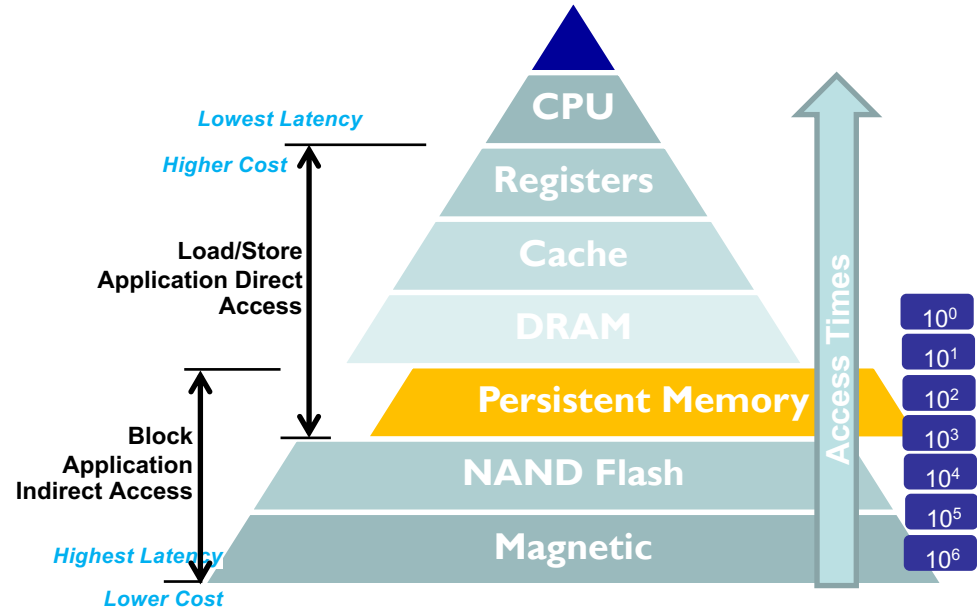 CPU
Lowest Latency
Higher Cost
Registers
Load/Store
Application Direct
Access
Cache
DRAM
Access Times
10⁰
10¹
10²
10³
10⁴
10⁵
10⁶
Persistent Memory
Block
Application
Indirect Access
NAND Flash
Magnetic
Highest Latency
Lower Cost